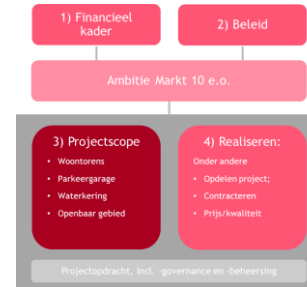 1) Financieel
kader
2) Beleid
Ambitie Markt 10 e.o.
3) Projectscope
• Woontorens
• Parkeergarage
• Waterkering
• Openbaar gebied
4) Realiseren:
Onder andere
• Opdelen project;
• Contracteren
• Prijs/kwaliteit
Projectopdracht, incl. -governance en -beheersing